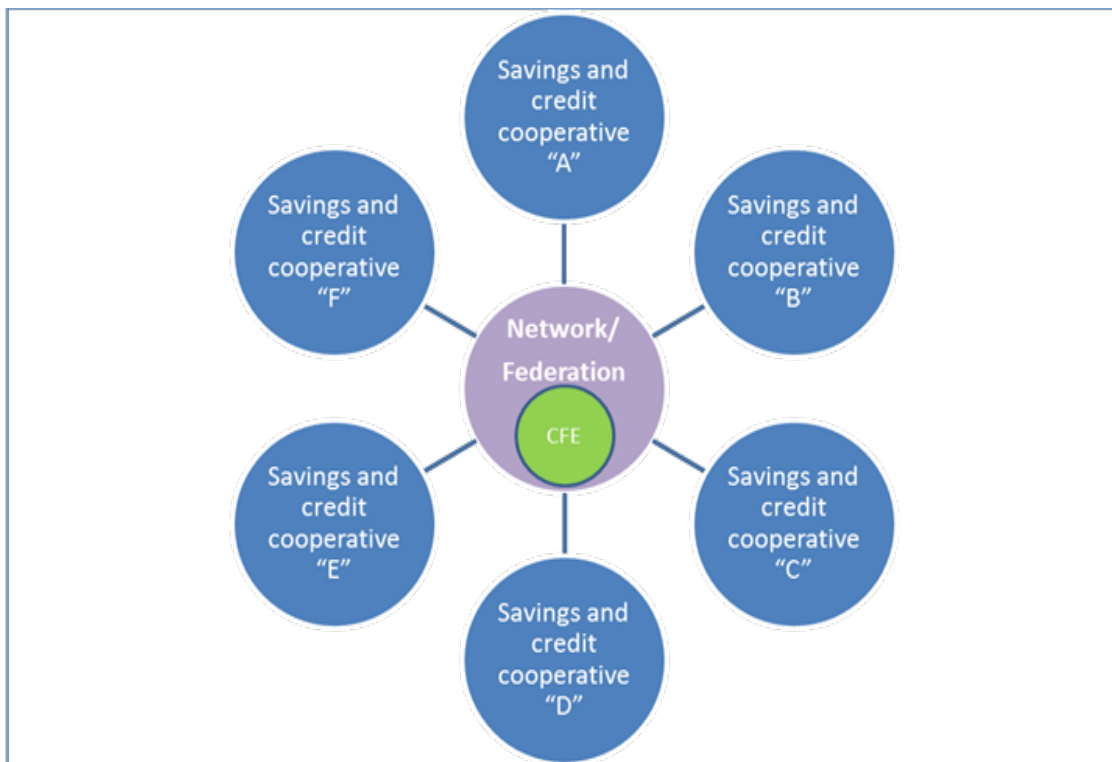 Savings and
credit
cooperative
“A”
Savings and
credit
cooperative
“B”
Savings and
credit
cooperative
“C”
Savings and
credit
cooperative
“D”
Savings and
credit
cooperative
“E”
Savings and
credit
cooperative
“F”
Network/
Federation
CFE